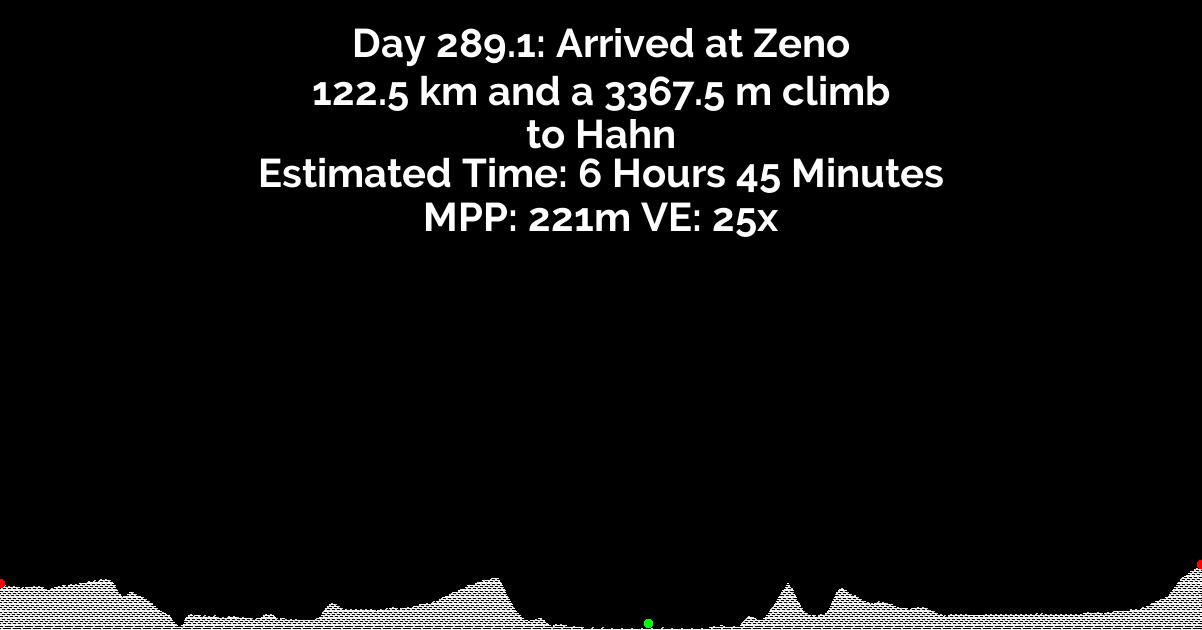 Day 289.1: Arrived at Zeno
122.5 km and a 3367.5 m climb
to Hahn
Estimated Time: 6 Hours 45 Minutes
MPP: 221m VE: 25x